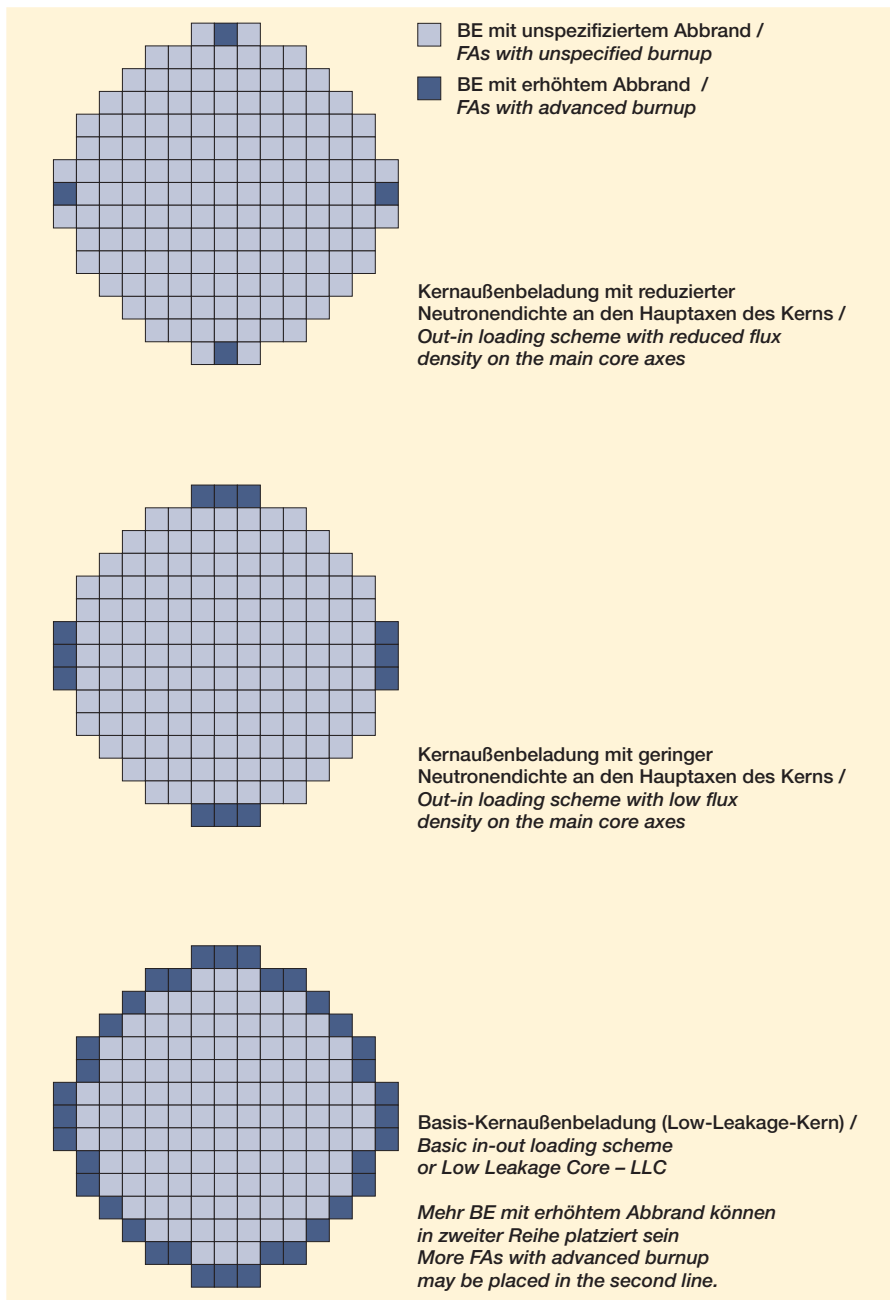 BE mit unspezifiziertem Abbrand /
FAs with unspecified burnup
BE mit erhöhtem Abbrand /
FAs with advanced burnup
Kernaußenbeladung mit reduzierter
Neutronendichte an den Hauptaxen des Kerns /
Out-in loading scheme with reduced flux
density on the main core axes
Kernaußenbeladung mit geringer
Neutronendichte an den Hauptaxen des Kerns /
Out-in loading scheme with low flux
density on the main core axes
Basis-Kernaußenbeladung (Low-Leakage-Kern) /
Basic in-out loading scheme
or Low Leakage Core – LLC
Mehr BE mit erhöhtem Abbrand können
in zweiter Reihe platziert sein
More FAs with advanced burnup
may be placed in the second line.